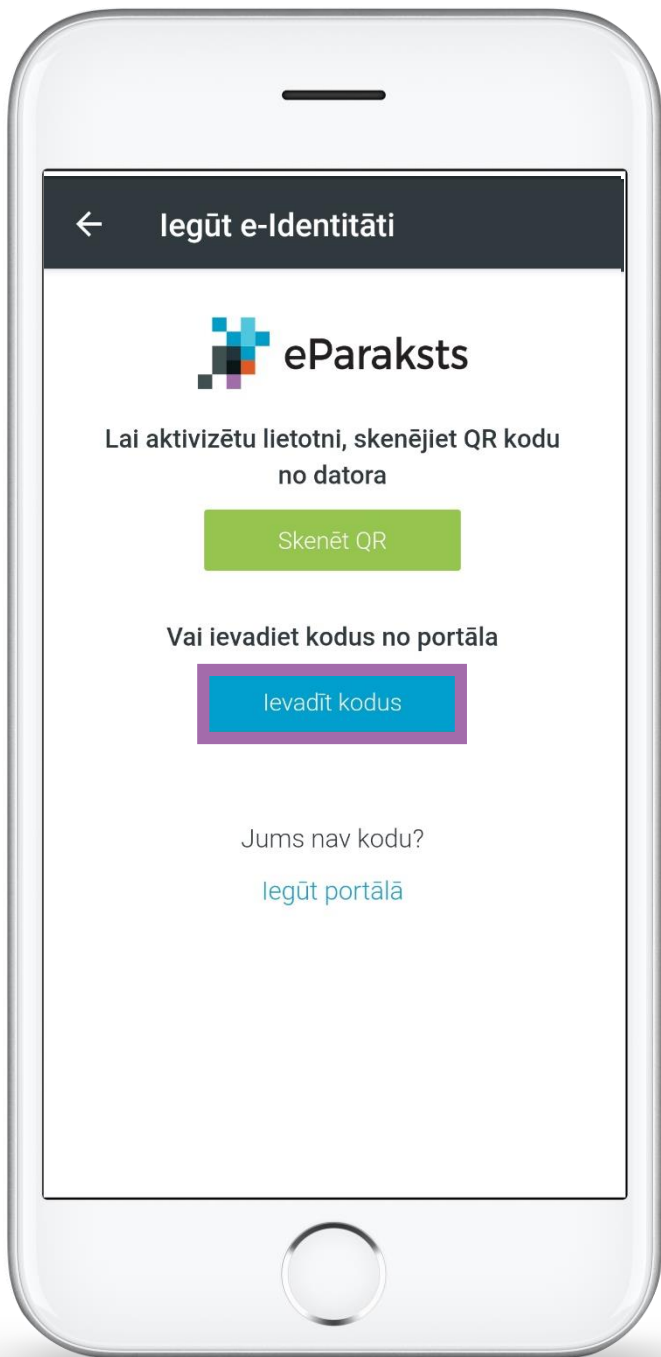 Iegūt e-Identitāti
eParaksts
Lai aktivizētu lietotni, skenējiet QR kodu
no datora
Skenēt QR
Vai ievadiet kodus no portāla
Ievadīt kodus
Jums nav kodu?
Iegūt portālā